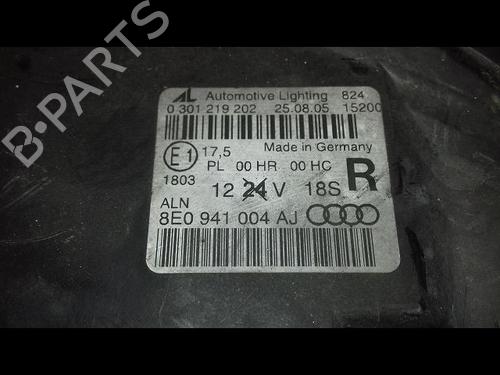 AL Automotive Lighting 824
0 301 219 202 25.08.05 15200
E1 17,5 Made in Germany
PL 00 HR 00 HC R
1803
12 24 V 18S
ALN
8E0 941 004 AJ
B-PARTS